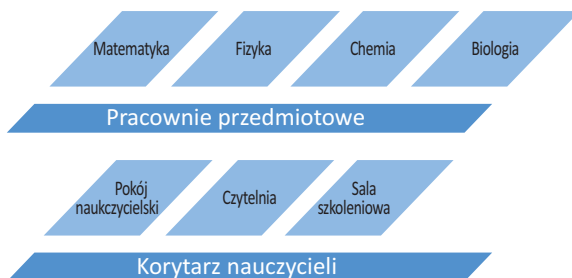 Matematyka
Fizyka
Chemia
Biologia
Pracownie przedmiotowe
Pokój
naukczycielski
Czytelnia
Sala
szkoleniowa
Korytarz nauczycieli